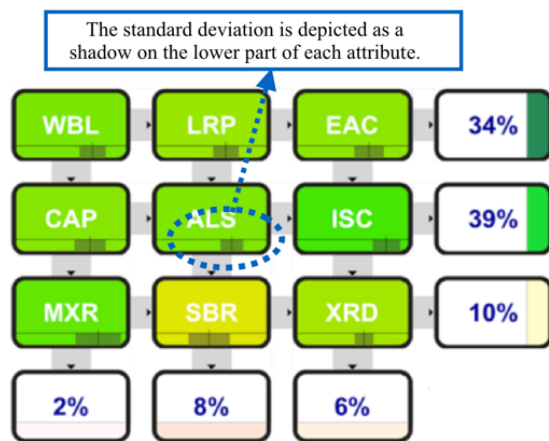 The standard deviation is depicted as a
shadow on the lower part of each attribute.
WBL LRP EAC 34%
CAP ALS ISC 39%
MXR SBR XRD 10%
2% 8% 6%